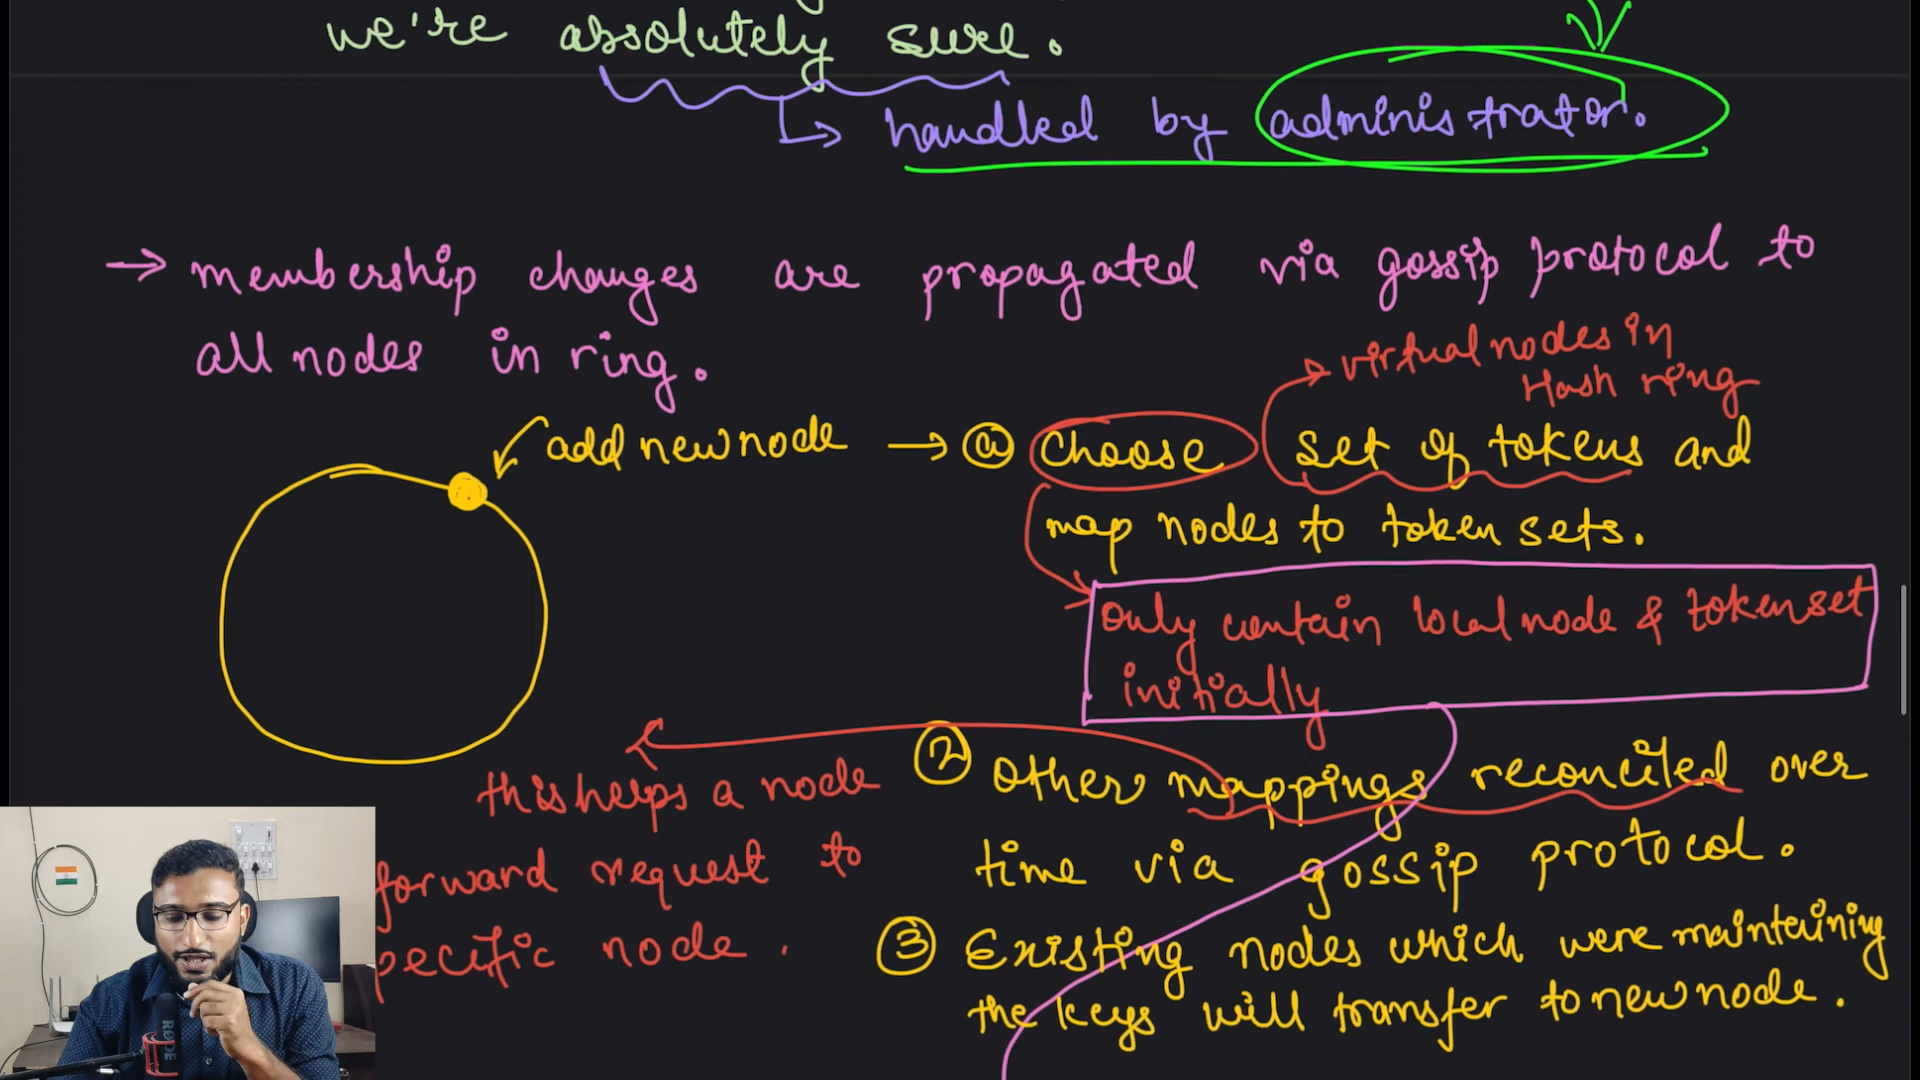 we're absolutely sure.
handled by administrator.
→ membership changes are propagated via gossip protocol to
all nodes in ring.
virtual nodes in
Hash ring
add new node → ⓐ choose set of tokens and
map nodes to token sets.
only contain local node & tokenset
initially
② Other mappings reconciled over
time via gossip protocol.
this helps a node
forward request to
pecific node.
③ Existing nodes which were maintaining
the keys will transfer to new node.
RODE